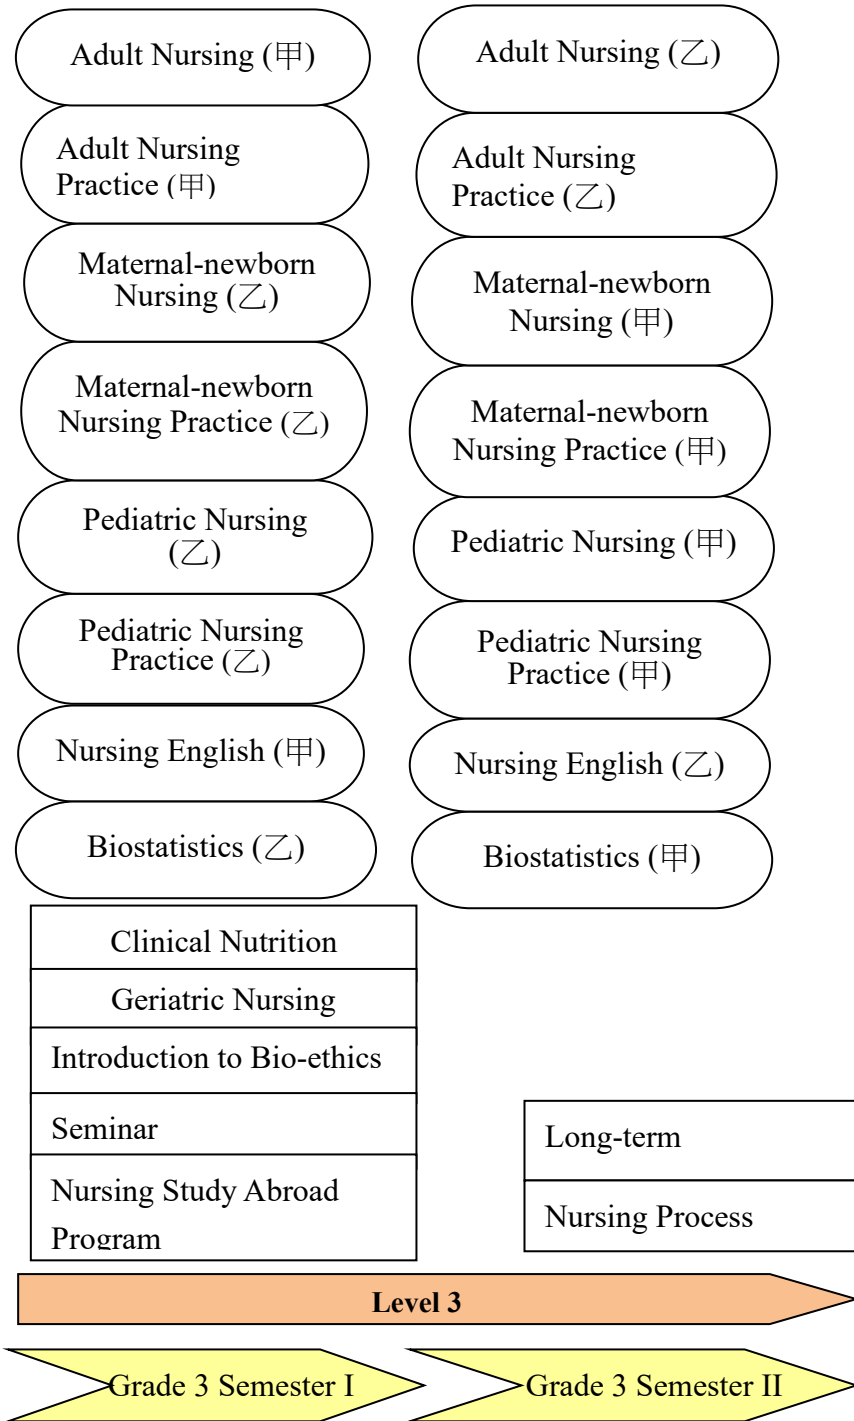 Adult Nursing (甲)
Adult Nursing
Practice (甲)
Maternal-newborn
Nursing (乙)
Maternal-newborn
Nursing Practice (乙)
Pediatric Nursing
(乙)
Pediatric Nursing
Practice (乙)
Nursing English (甲)
Biostatistics (乙)
Clinical Nutrition
Geriatric Nursing
Introduction to Bio-ethics
Seminar
Nursing Study Abroad
Program
Adult Nursing (乙)
Adult Nursing
Practice (乙)
Maternal-newborn
Nursing (甲)
Maternal-newborn
Nursing Practice (甲)
Pediatric Nursing (甲)
Pediatric Nursing
Practice (甲)
Nursing English (乙)
Biostatistics (甲)
Long-term
Nursing Process
Level 3
Grade 3 Semester I
Grade 3 Semester II